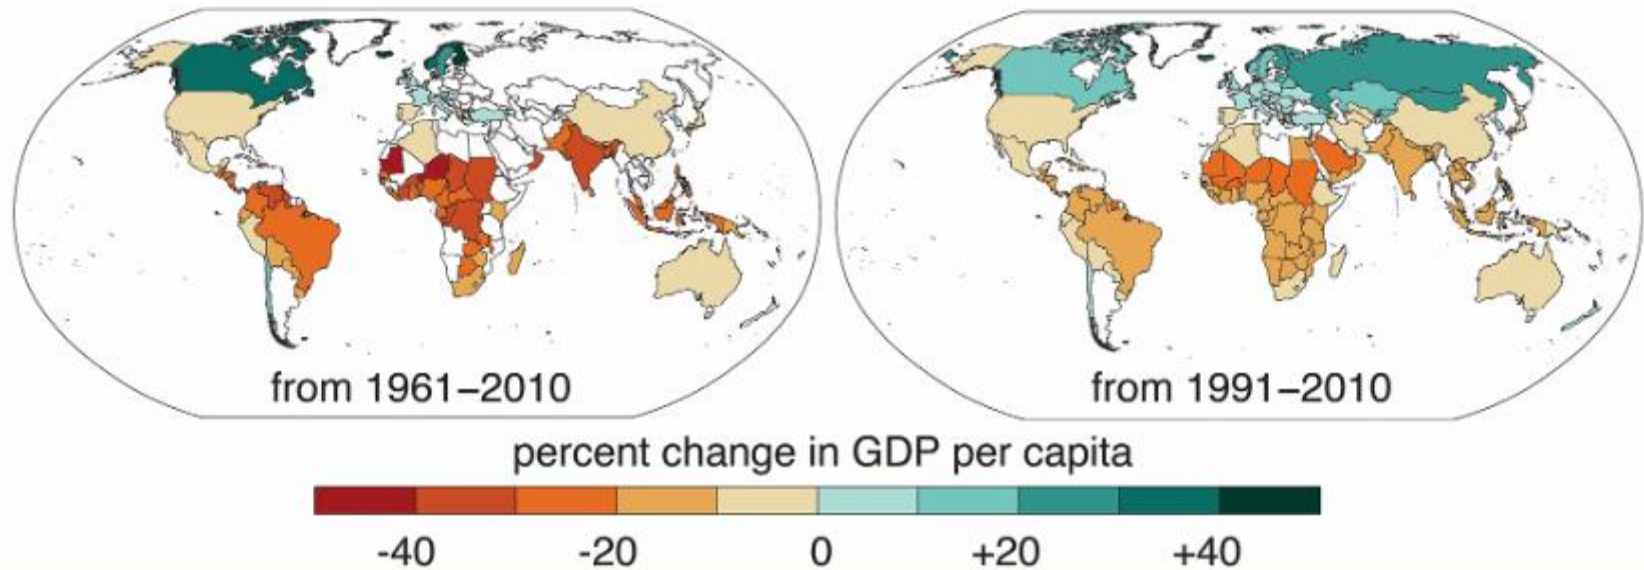 from 1961–2010
from 1991–2010
percent change in GDP per capita
-40 -20 0 +20 +40